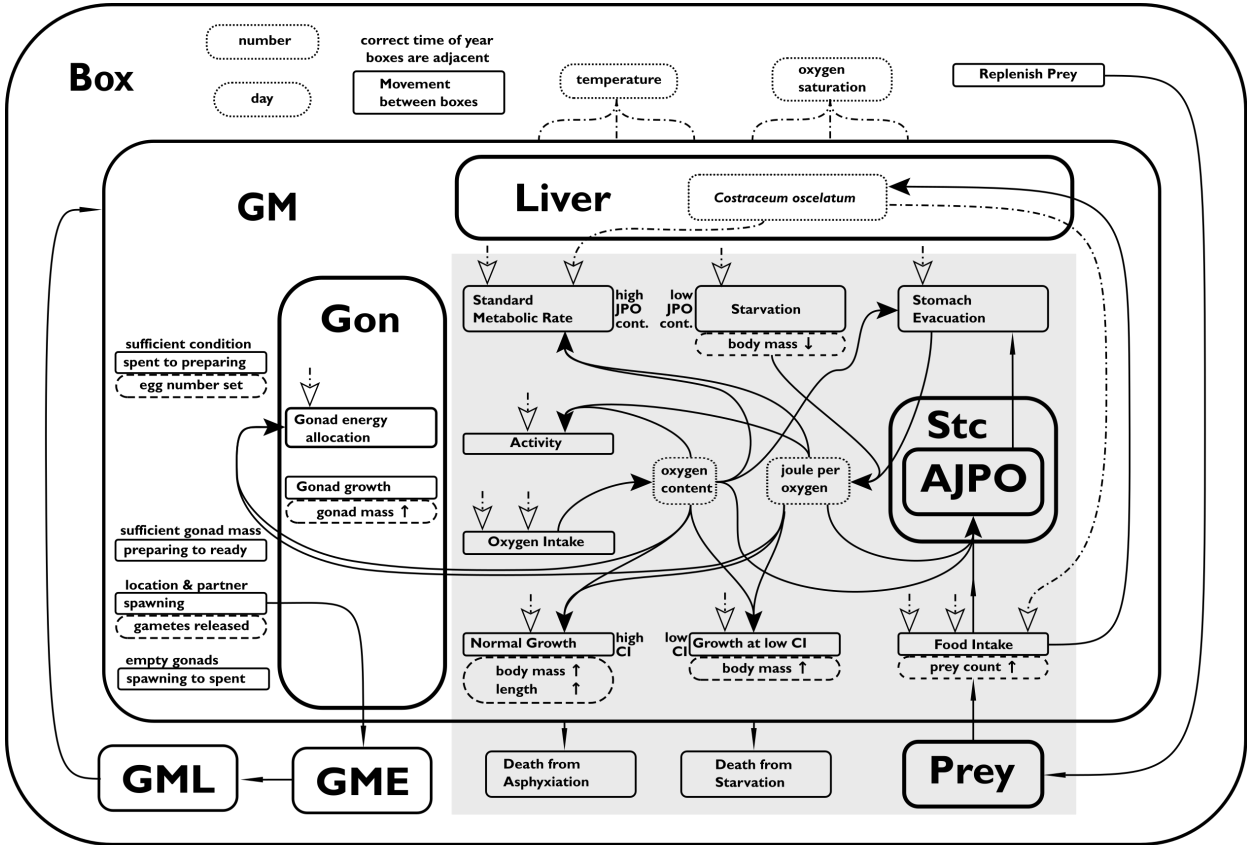 number
correct time of year
boxes are adjacent
Box
temperature
oxygen
saturation
Replenish Prey
Movement
between boxes
day
GM
Liver
Costraceum oscelatum
Gon
Standard
Metabolic Rate
high
JPO
cont.
low
JPO
cont.
Starvation
body mass ↓
Stomach
Evacuation
sufficient condition
spent to preparing
egg number set
Gonad energy
allocation
Activity
Stc
AJPO
oxygen
content
joule per
oxygen
Gonad growth
gonad mass ↑
sufficient gonad mass
preparing to ready
Oxygen Intake
location & partner
spawning
gametes released
Normal Growth
high
CI
body mass ↑
length ↑
low
CI
Growth at low CI
body mass ↑
Food Intake
prey count ↑
empty gonads
spawning to spent
GML
GME
Death from
Asphyxiation
Death from
Starvation
Prey